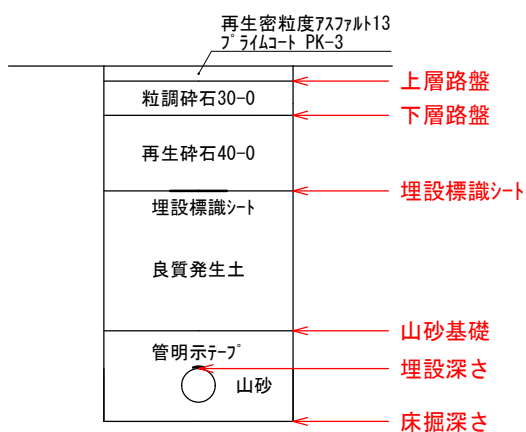 再生密粒度ｱｽﾌｧﾙﾄ13
ﾌﾟﾗｲﾑｺｰﾄ PK-3
上層路盤
粒調砕石30-0
下層路盤
再生砕石40-0
埋設標識ｼｰﾄ
埋設標識ｼｰﾄ
良質発生土
山砂基礎
管明示ﾃｰﾌﾟ
埋設深さ
山砂
床掘深さ